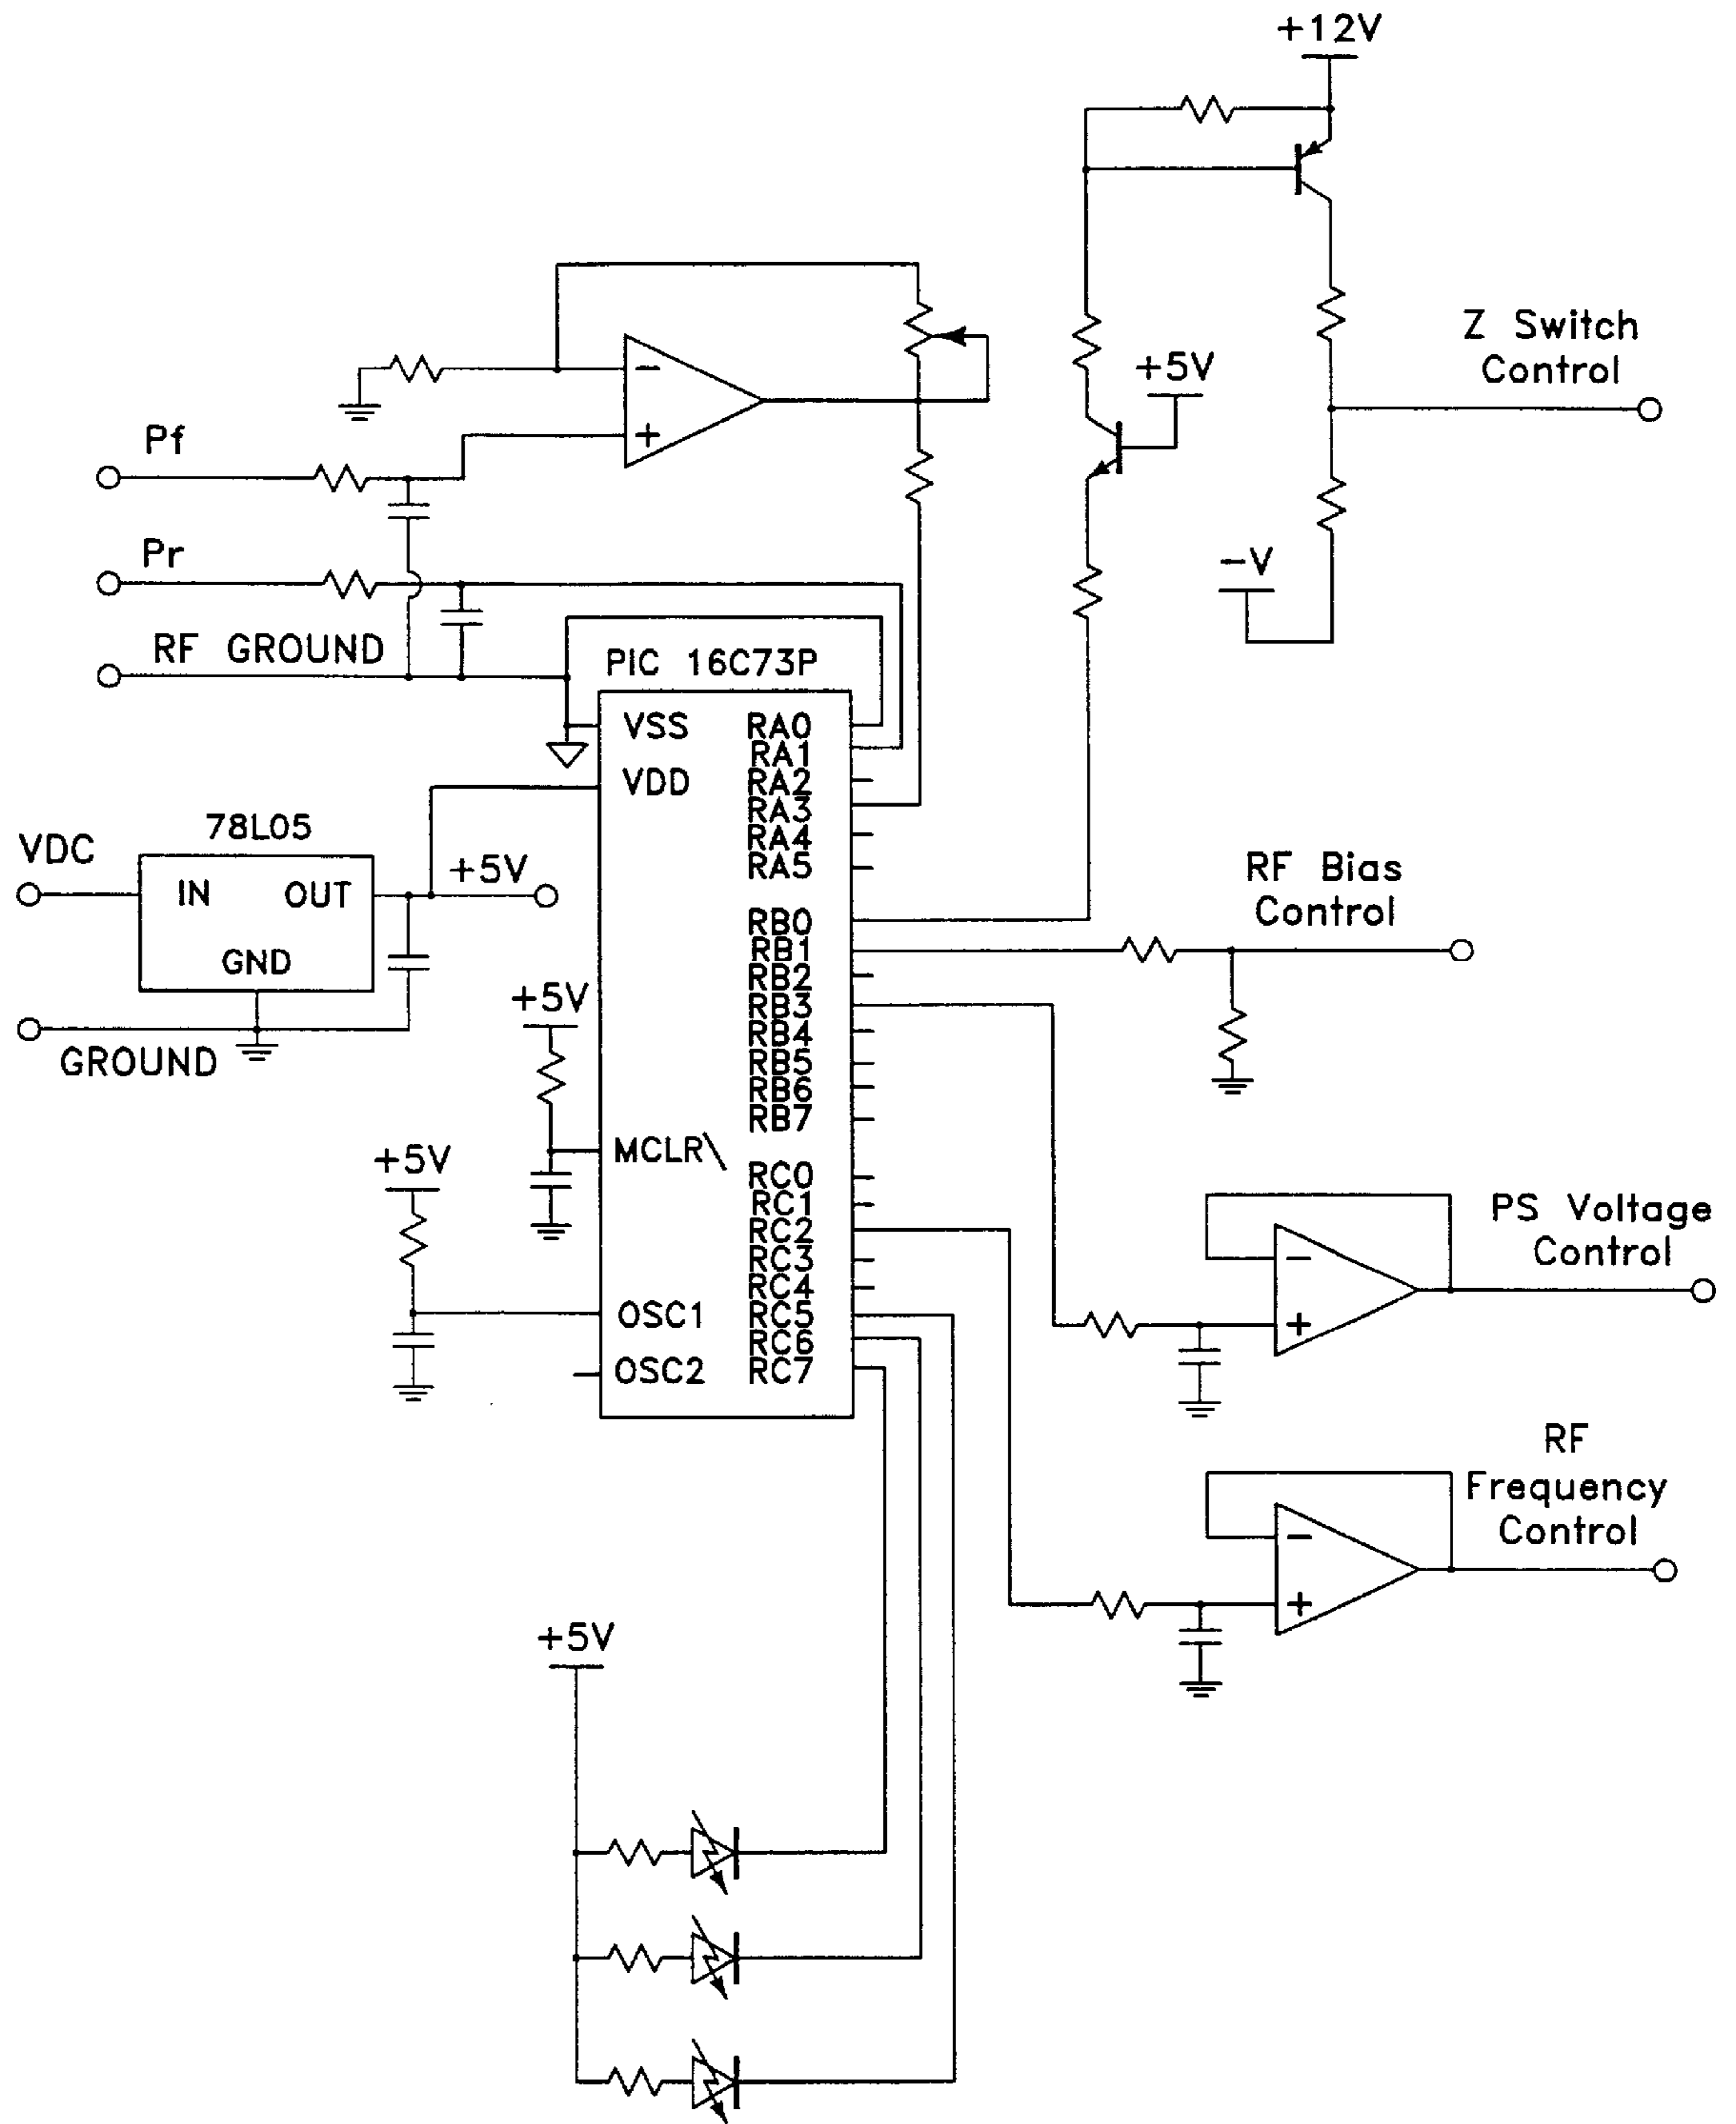 +12V
Z Switch
Control
+5V
−
+
Pf
Pr
−V
RF GROUND
PIC 16C73P
VSS
VDD
RA0
RA1
RA2
RA3
RA4
RA5
RB0
RB1
RB2
RB3
RB4
RB5
RB6
RB7
RC0
RC1
RC2
RC3
RC4
RC5
RC6
RC7
MCLR\
OSC1
OSC2
78L05
VDC
IN
OUT
GND
+5V
GROUND
+5V
+5V
RF Bias
Control
PS Voltage
Control
−
+
RF
Frequency
Control
−
+
+5V